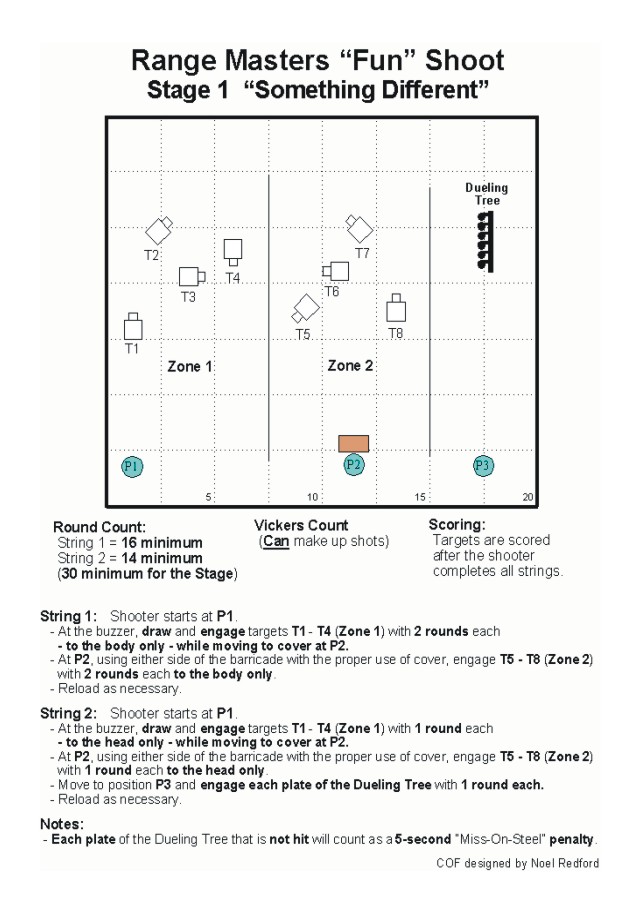 Range Masters “Fun” Shoot
Stage 1 “Something Different”
Dueling
Tree
T2
T4
T7
T3
T6
T1
T5
T8
Zone 1
Zone 2
P1
P2
P3
5
10
15
20
Round Count:
String 1 = 16 minimum
String 2 = 14 minimum
(30 minimum for the Stage)
Vickers Count
(Can make up shots)
Scoring:
Targets are scored
after the shooter
completes all strings.
String 1: Shooter starts at P1.
- At the buzzer, draw and engage targets T1 - T4 (Zone 1) with 2 rounds each
- to the body only - while moving to cover at P2.
- At P2, using either side of the barricade with the proper use of cover, engage T5 - T8 (Zone 2)
with 2 rounds each to the body only.
- Reload as necessary.
String 2: Shooter starts at P1.
- At the buzzer, draw and engage targets T1 - T4 (Zone 1) with 1 round each
- to the head only - while moving to cover at P2.
- At P2, using either side of the barricade with the proper use of cover, engage T5 - T8 (Zone 2)
with 1 round each to the head only.
- Move to position P3 and engage each plate of the Dueling Tree with 1 round each.
- Reload as necessary.
Notes:
- Each plate of the Dueling Tree that is not hit will count as a 5-second "Miss-On-Steel" penalty.
COF designed by Noel Redford